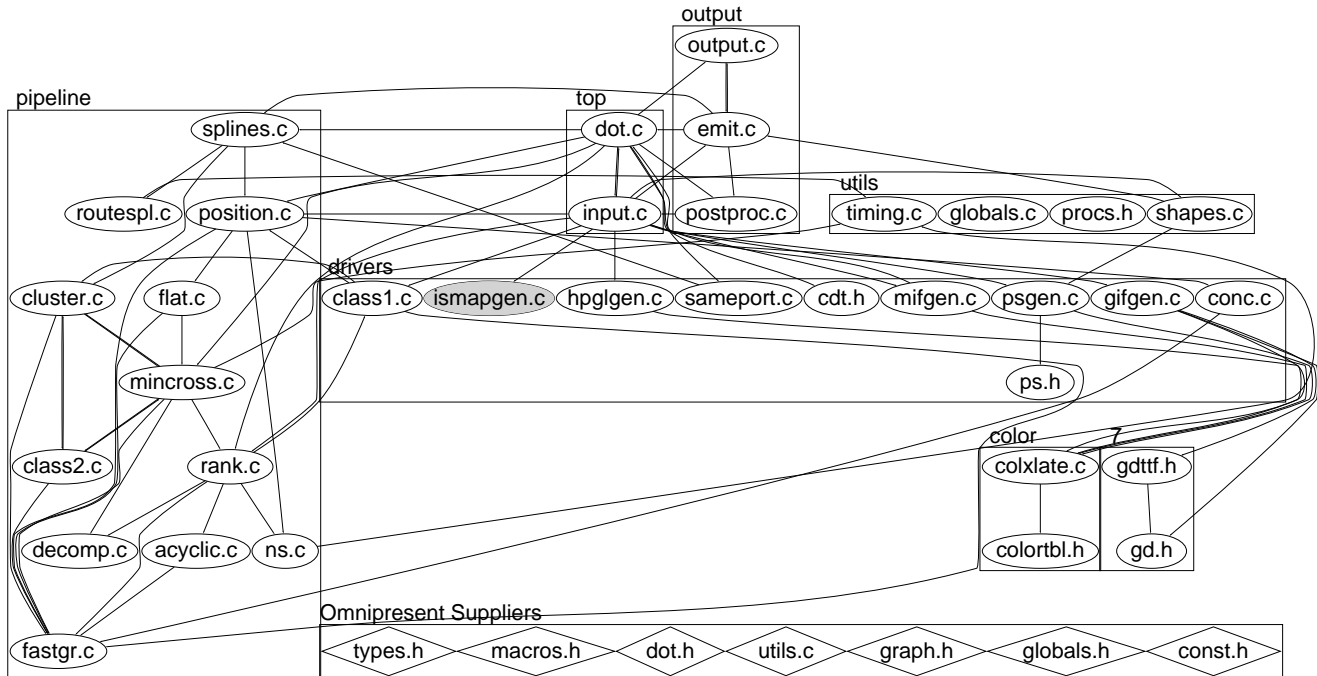 output
output.c
pipeline
top
splines.c
dot.c
emit.c
utils
routespl.c
position.c
input.c
postproc.c
timing.c
globals.c
procs.h
shapes.c
drivers
cluster.c
flat.c
class1.c
ismapgen.c
hpglgen.c
sameport.c
cdt.h
mifgen.c
psgen.c
gifgen.c
conc.c
mincross.c
ps.h
color
7
class2.c
rank.c
colxlate.c
gdttf.h
decomp.c
acyclic.c
ns.c
colortbl.h
gd.h
Omnipresent Suppliers
fastgr.c
types.h
macros.h
dot.h
utils.c
graph.h
globals.h
const.h